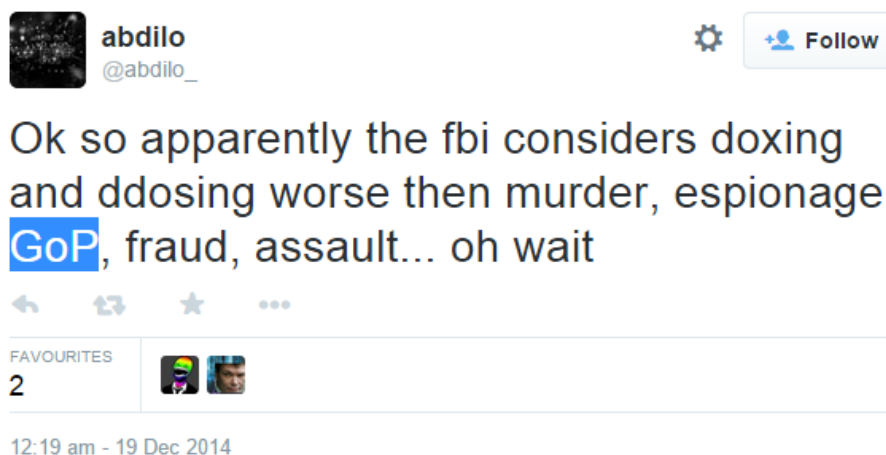 abdilo
@abdilo_
Follow
Ok so apparently the fbi considers doxing
and ddosing worse then murder, espionage
GoP, fraud, assault... oh wait
FAVOURITES
2
12:19 am - 19 Dec 2014